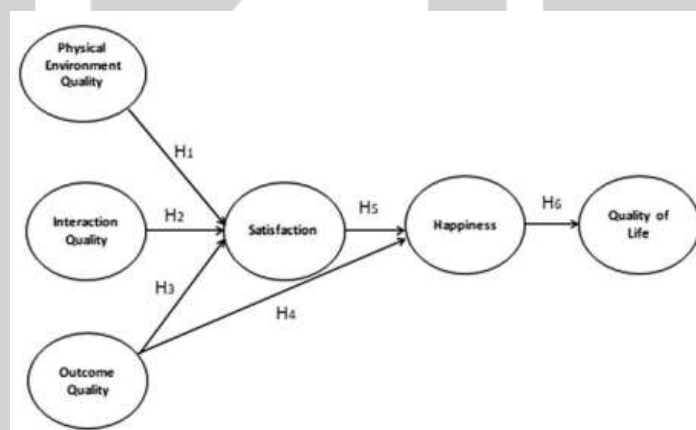 Physical
Environment
Quality
H1
Interaction
Quality
H2
Satisfaction
H5
Happiness
H6
Quality of
Life
H3
H4
Outcome
Quality